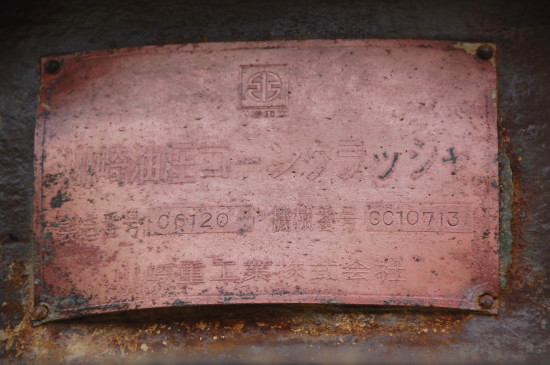 川崎油圧コーンクラッシャ
製造番号 C6120 機械番号 CC10713
川崎重工業株式会社